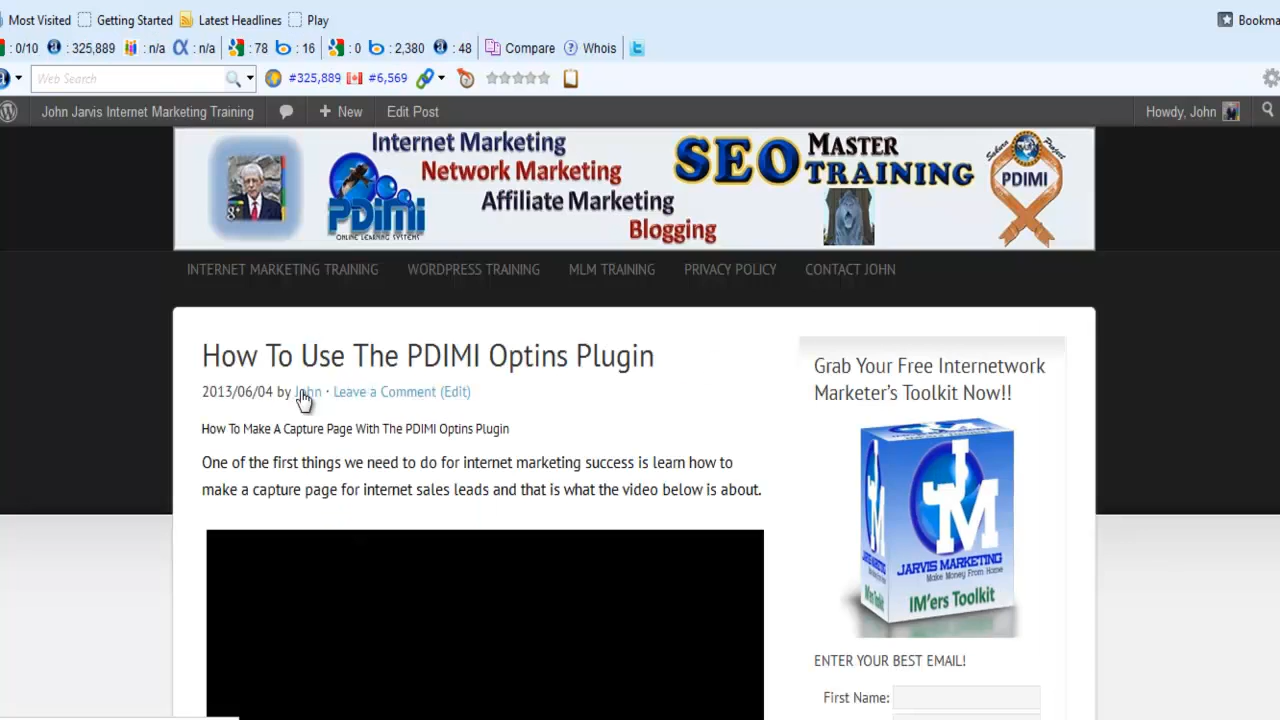 Most Visited Getting Started Latest Headlines Play Bookma
: 0/10 : 325,889 : n/a : n/a : 78 : 16 : 0 : 2,380 : 48 Compare Whois
Web Search #325,889 #6,569
John Jarvis Internet Marketing Training New Edit Post Howdy, John
Internet Marketing
Network Marketing
Affiliate Marketing
Blogging
PDIMI
ONLINE LEARNING SYSTEMS
SEO MASTER TRAINING
Sakura Project
PDIMI
INTERNET MARKETING TRAINING WORDPRESS TRAINING MLM TRAINING PRIVACY POLICY CONTACT JOHN
How To Use The PDIMI Optins Plugin
2013/06/04 by John · Leave a Comment (Edit)
How To Make A Capture Page With The PDIMI Optins Plugin
One of the first things we need to do for internet marketing success is learn how to
make a capture page for internet sales leads and that is what the video below is about.
Grab Your Free Internetwork
Marketer's Toolkit Now!!
JM
JARVIS MARKETING
Make Money From Home
IM'ers Toolkit
ENTER YOUR BEST EMAIL!
First Name: